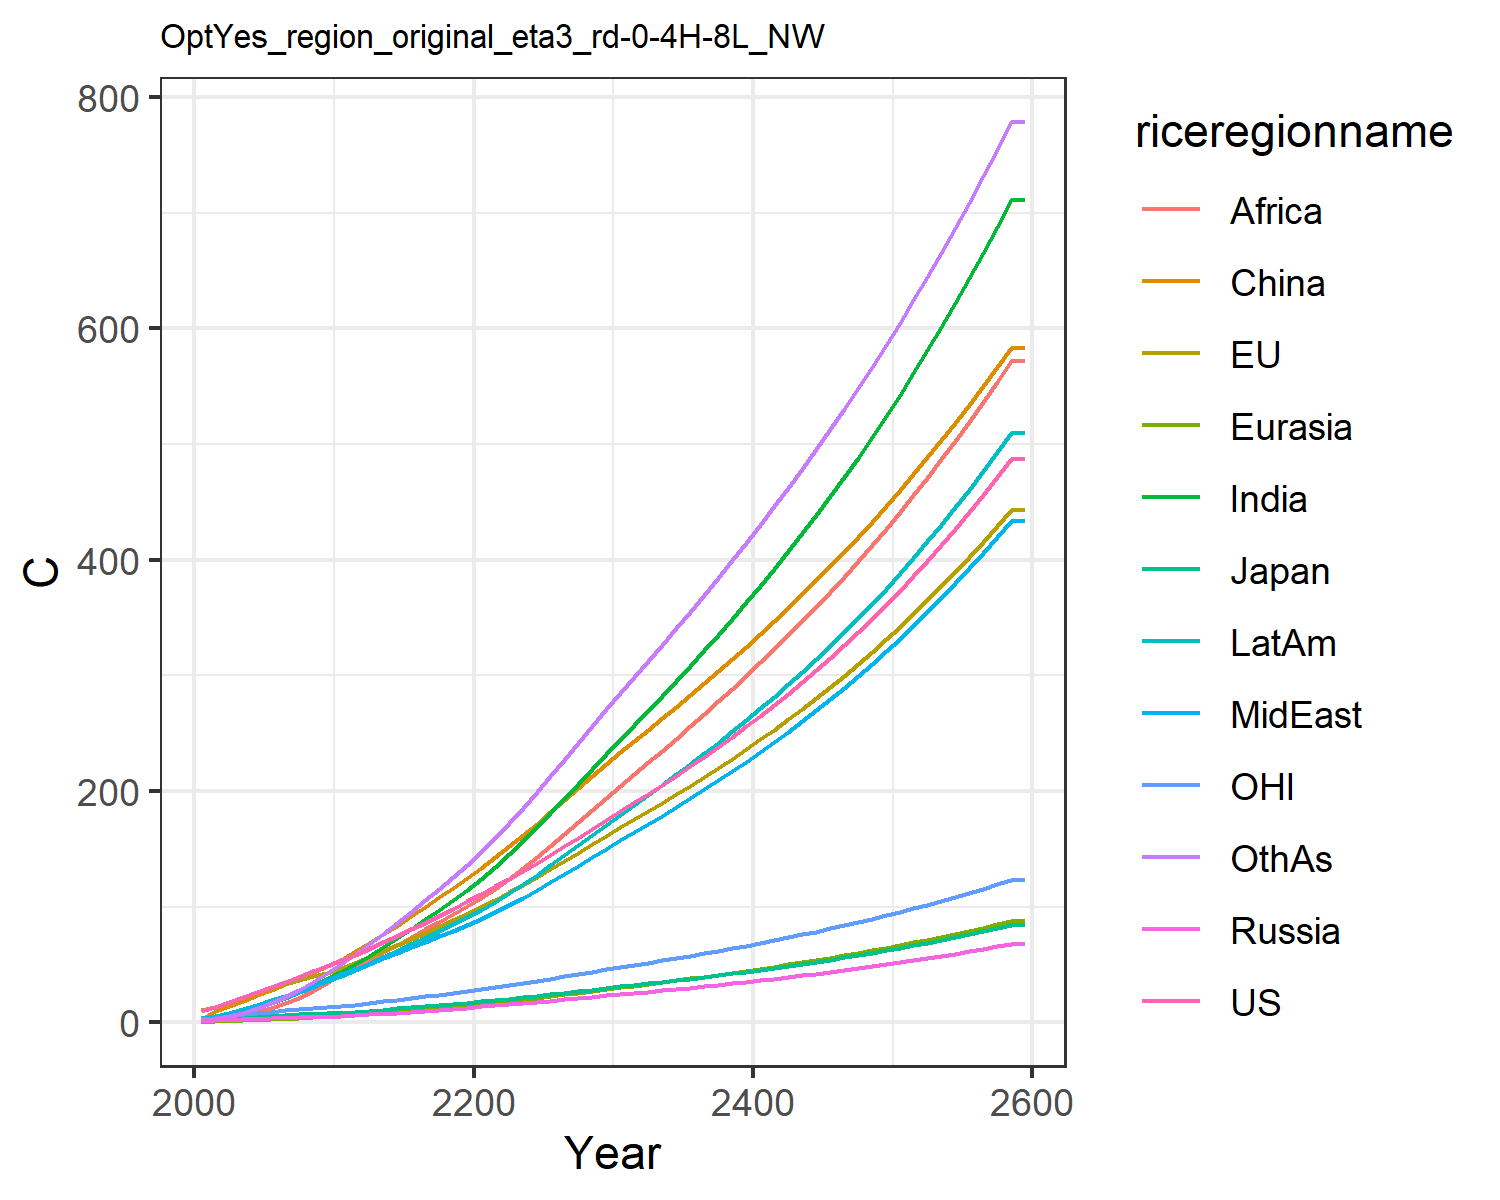 OptYes_region_original_eta3_rd-0-4H-8L_NW
800
600
400
200
0
C
2000 2200 2400 2600
Year
riceregionname
Africa
China
EU
Eurasia
India
Japan
LatAm
MidEast
OHI
OthAs
Russia
US